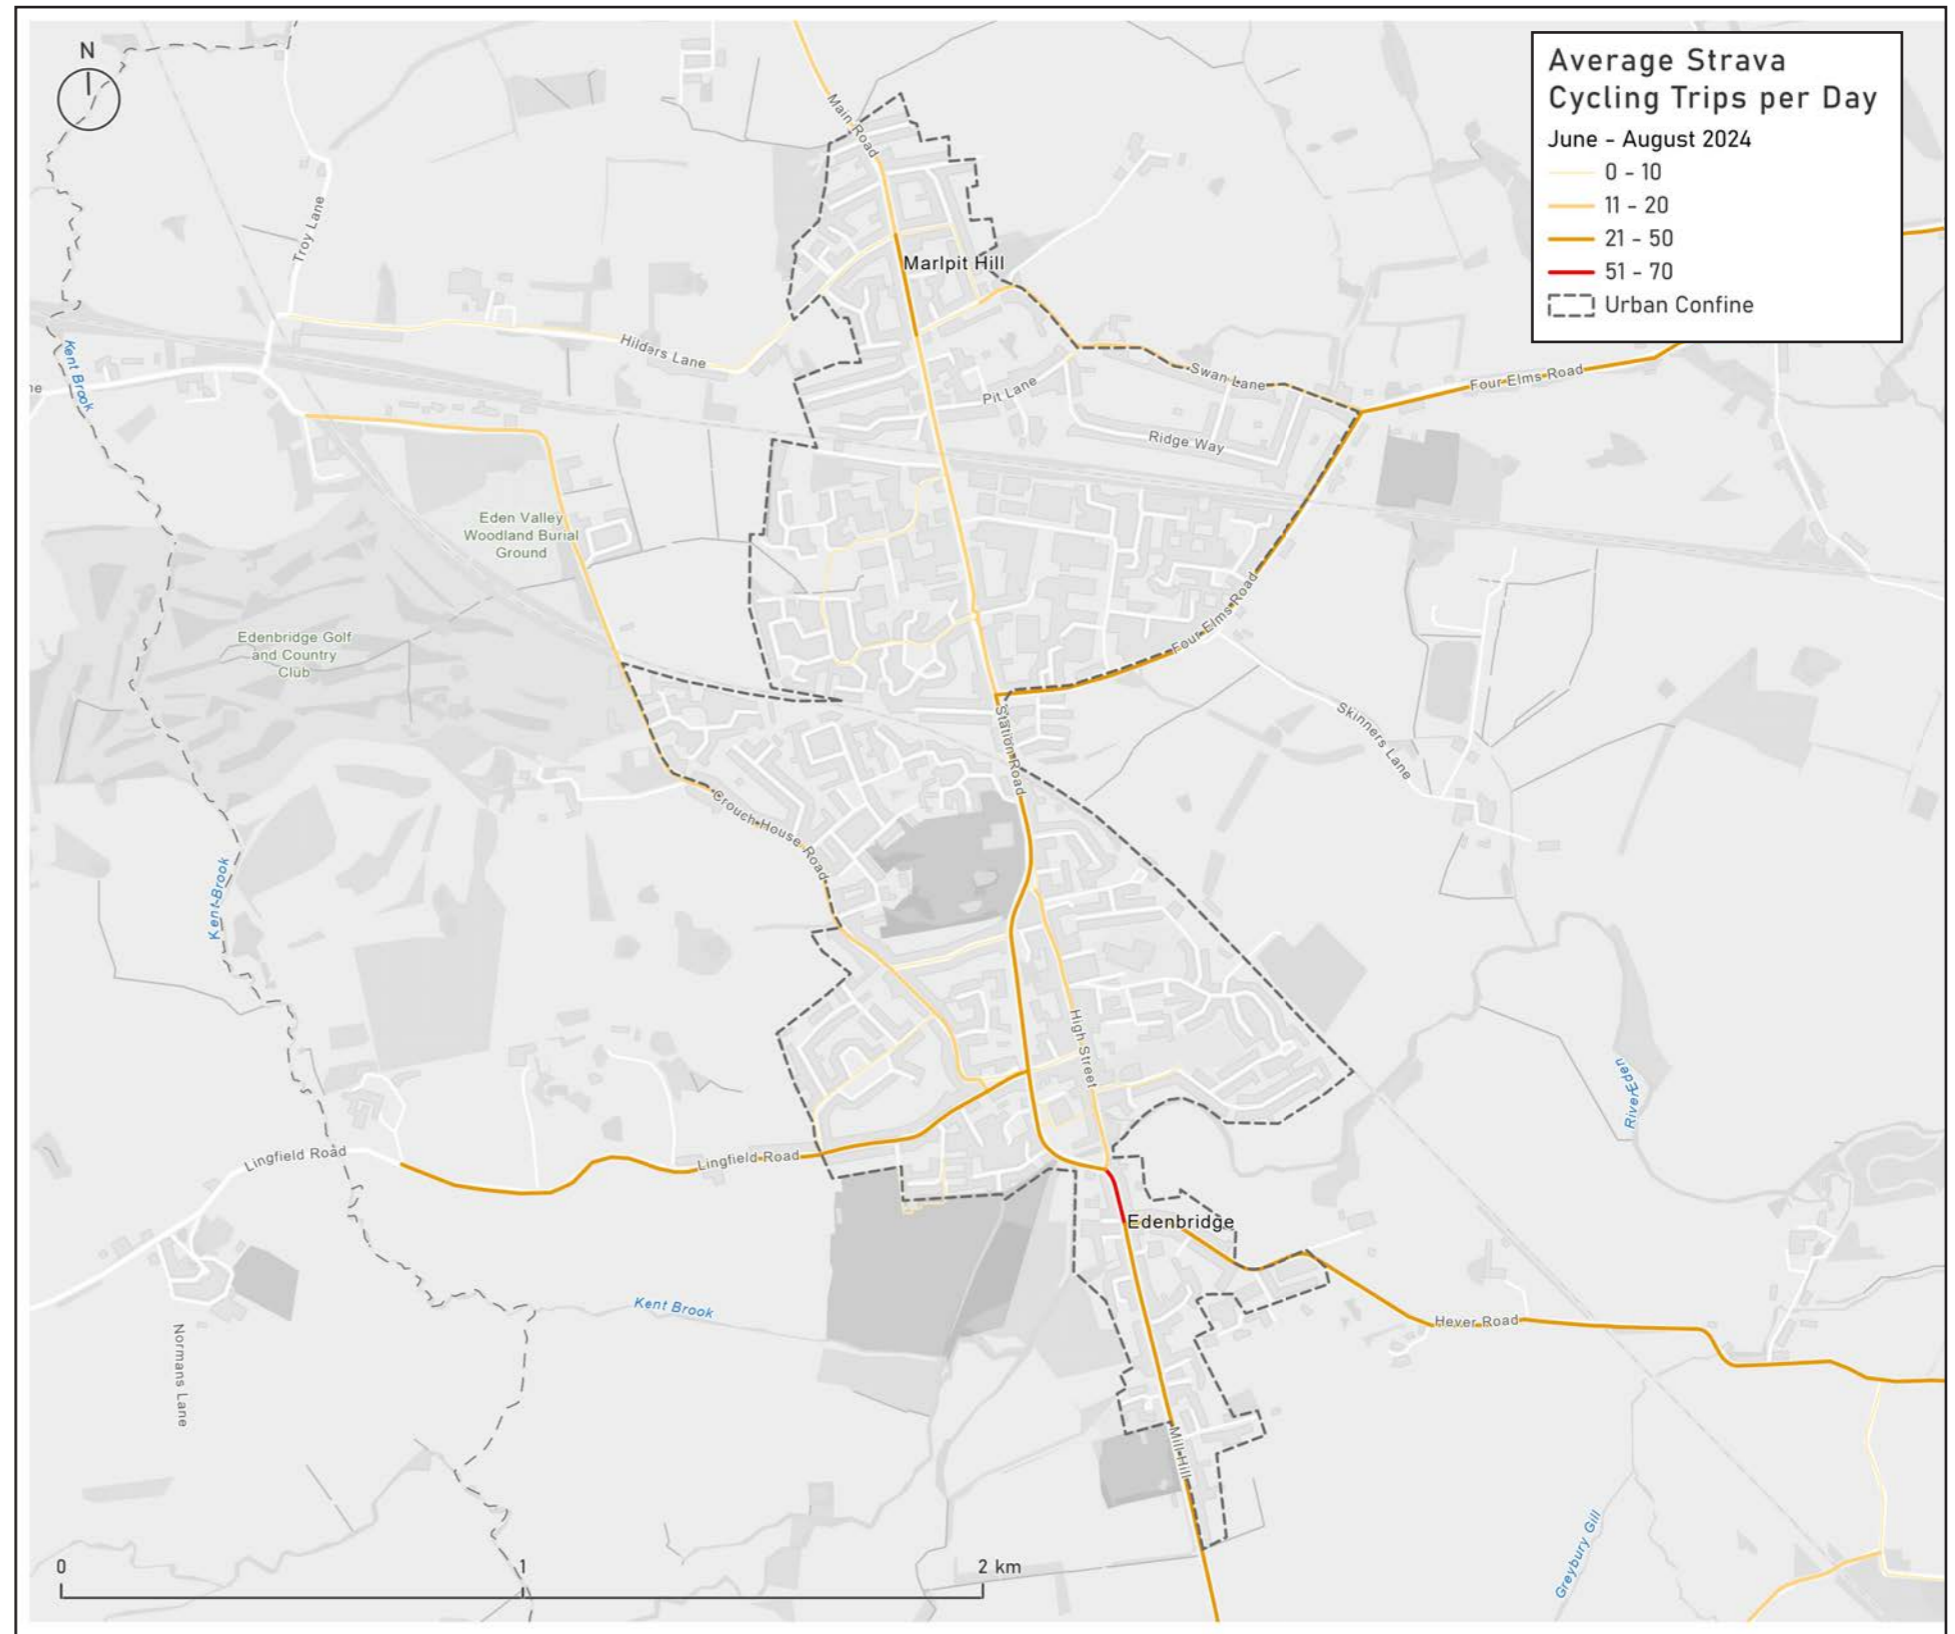 N
Average Strava
Cycling Trips per Day
June - August 2024
0 - 10
11 - 20
21 - 50
51 - 70
Urban Confine
Main Road
Troy Lane
Marlpit Hill
Kent Brook
Hilders Lane
ne
Pit Lane
Swan Lane
Four Elms Road
Ridge Way
Eden Valley
Woodland Burial
Ground
Edenbridge Golf
and Country
Club
Four Elms Road
Station Road
Skinners Lane
Crouch House Road
Kent Brook
High Street
River Eden
Lingfield Road
Lingfield Road
Edenbridge
Kent Brook
Hever Road
Normans Lane
Mill Hill
Greybury Gill
0 1 2 km